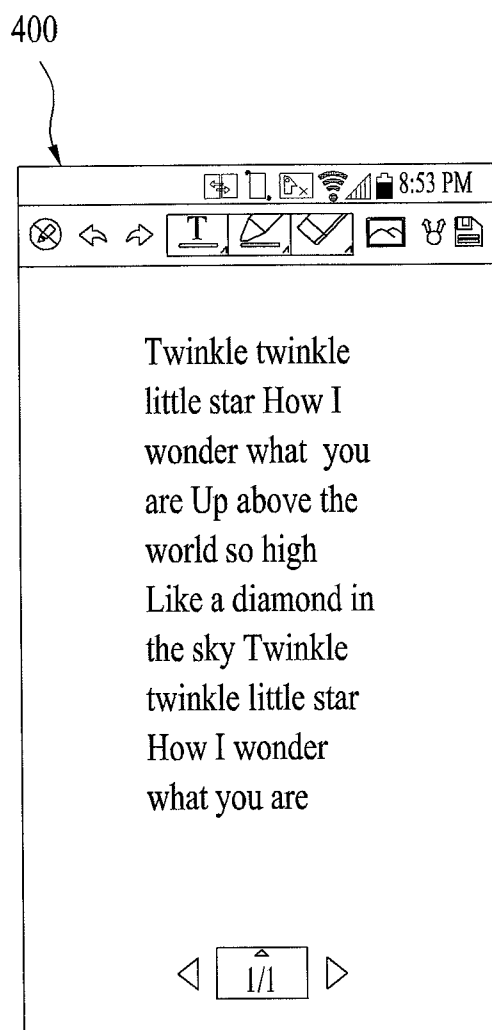 400
8:53 PM
T
Twinkle twinkle
little star How I
wonder what you
are Up above the
world so high
Like a diamond in
the sky Twinkle
twinkle little star
How I wonder
what you are
1/1